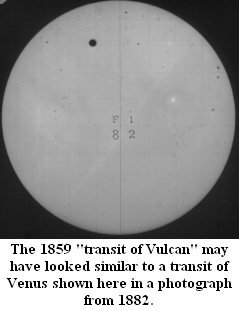 F 1
8 2
The 1859 "transit of Vulcan" may
have looked similar to a transit of
Venus shown here in a photograph
from 1882.